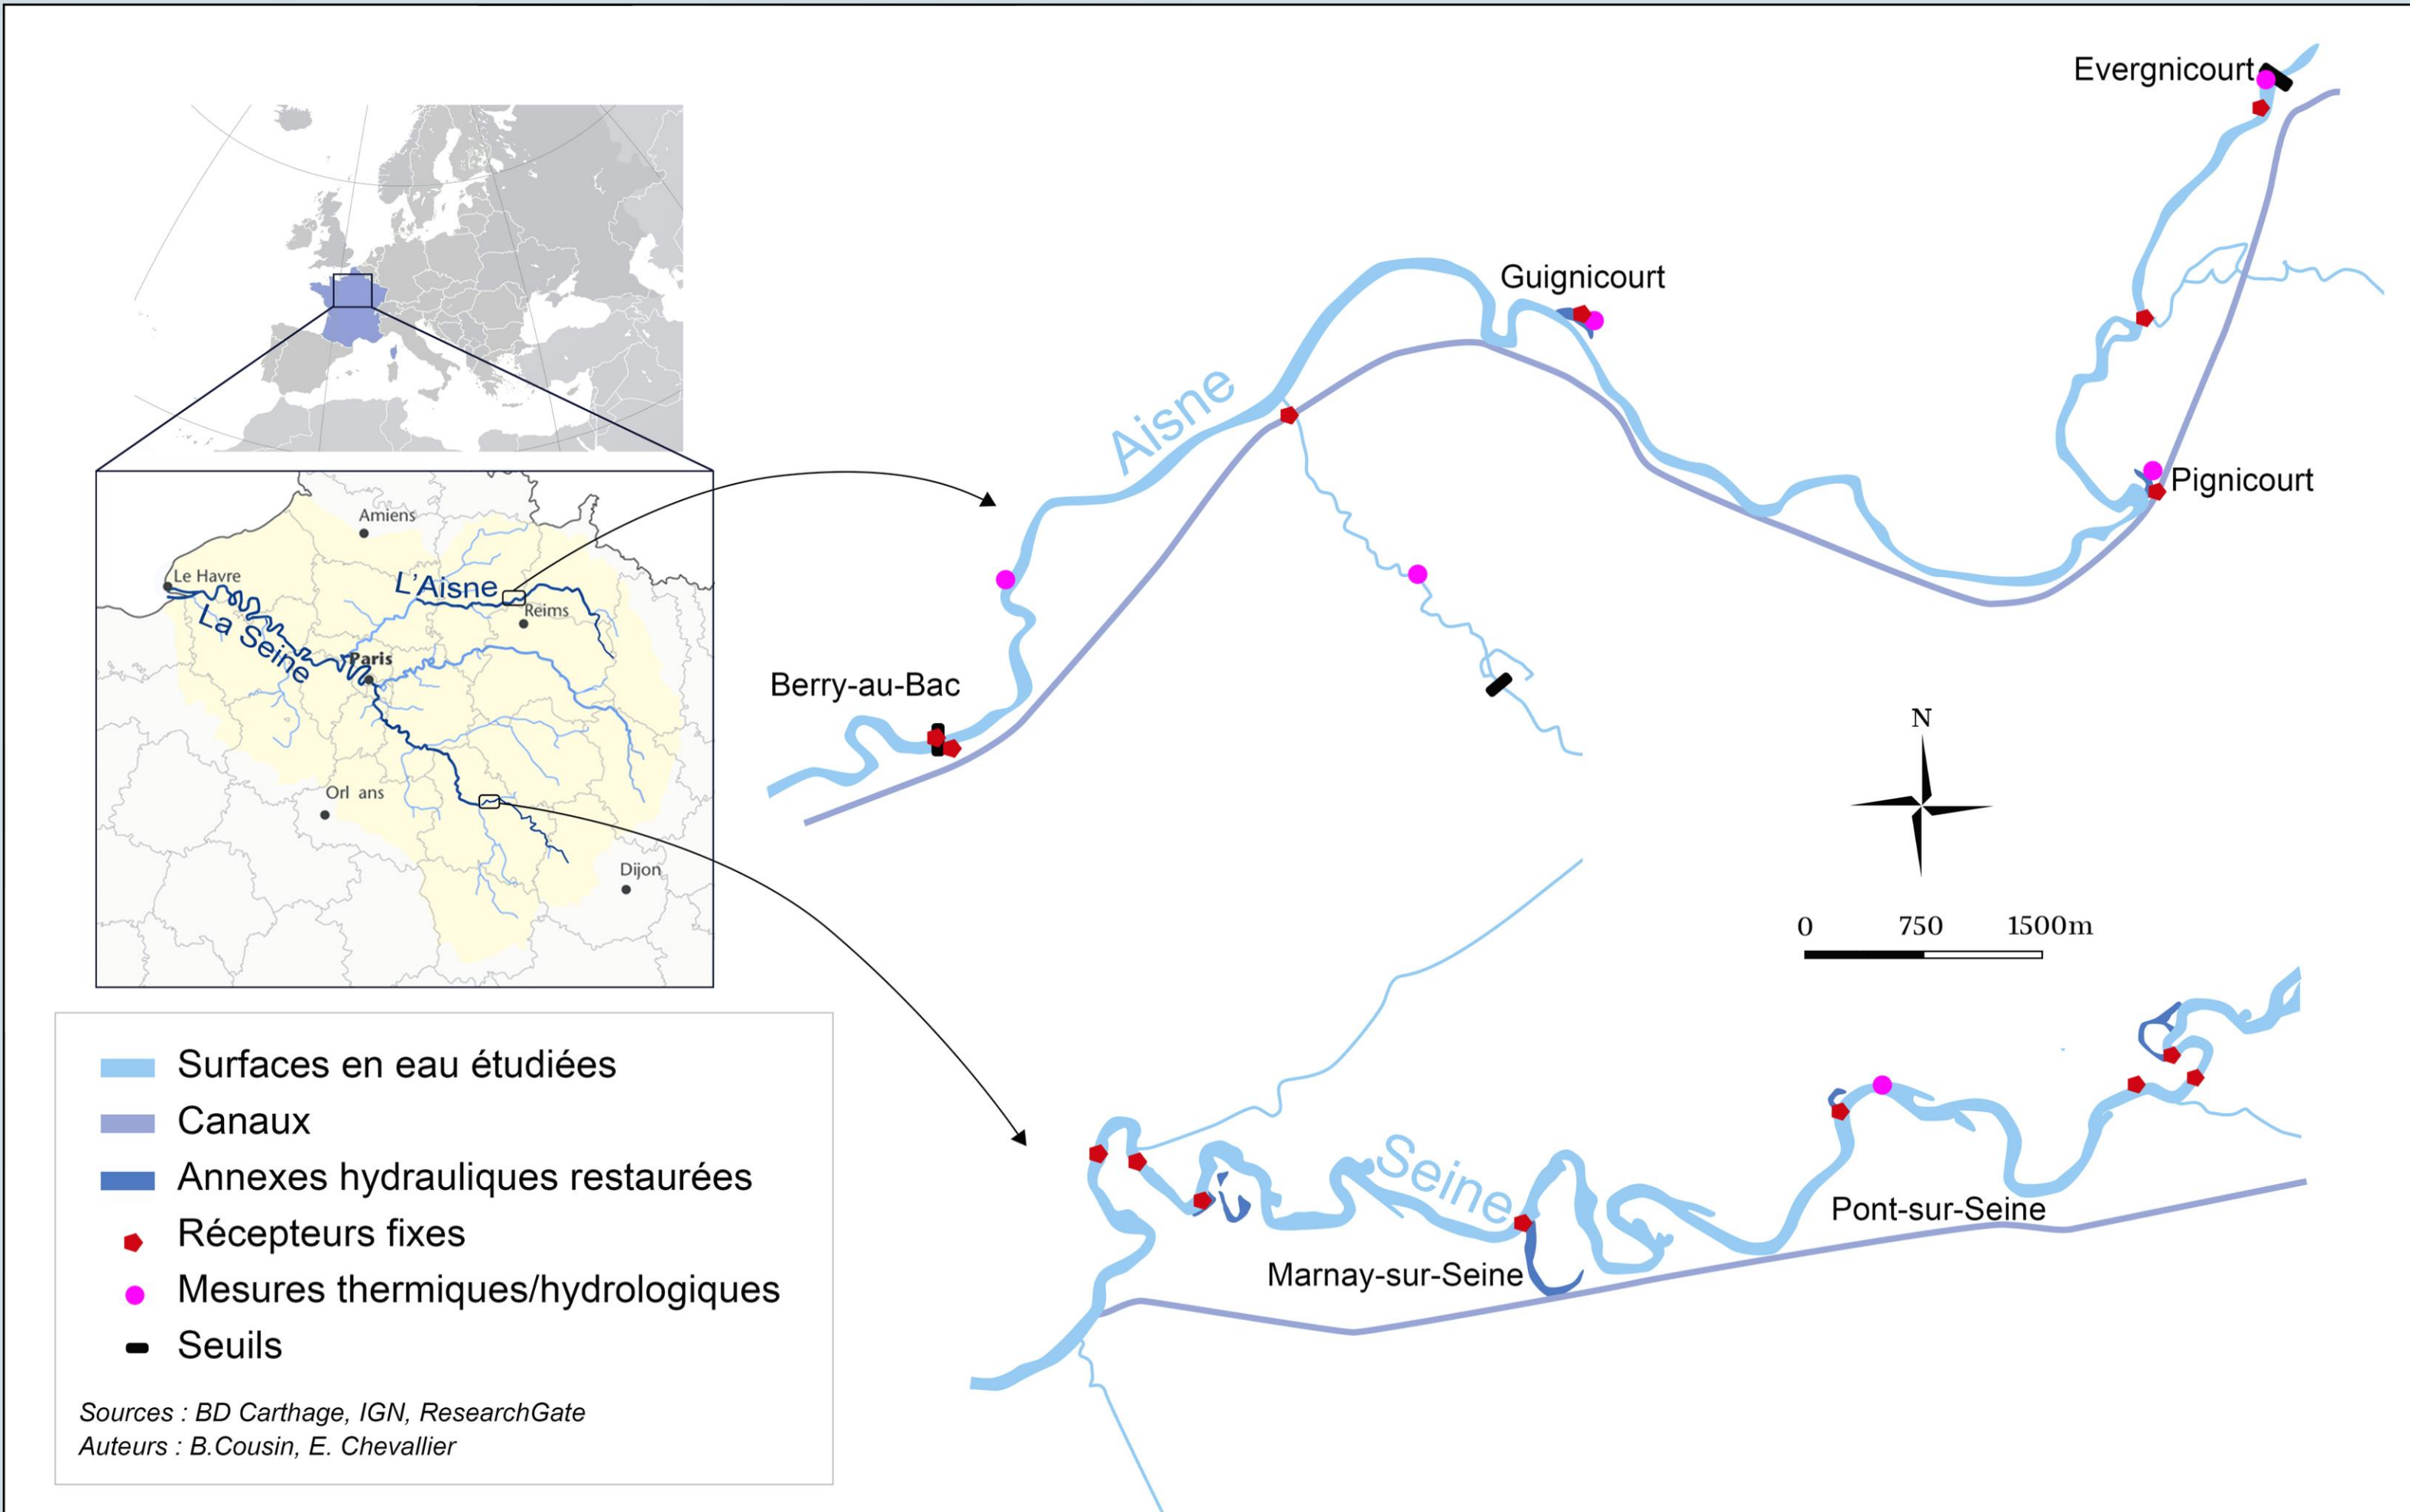 Evergnicourt
Guignicourt
Aisne
Pignicourt
Berry-au-Bac
Amiens
Le Havre
L'Aisne
Reims
La Seine
Paris
Orl ans
Dijon
N
0 750 1500m
Seine
Pont-sur-Seine
Marnay-sur-Seine
Surfaces en eau étudiées
Canaux
Annexes hydrauliques restaurées
Récepteurs fixes
Mesures thermiques/hydrologiques
Seuils
Sources : BD Carthage, IGN, ResearchGate
Auteurs : B.Cousin, E. Chevallier